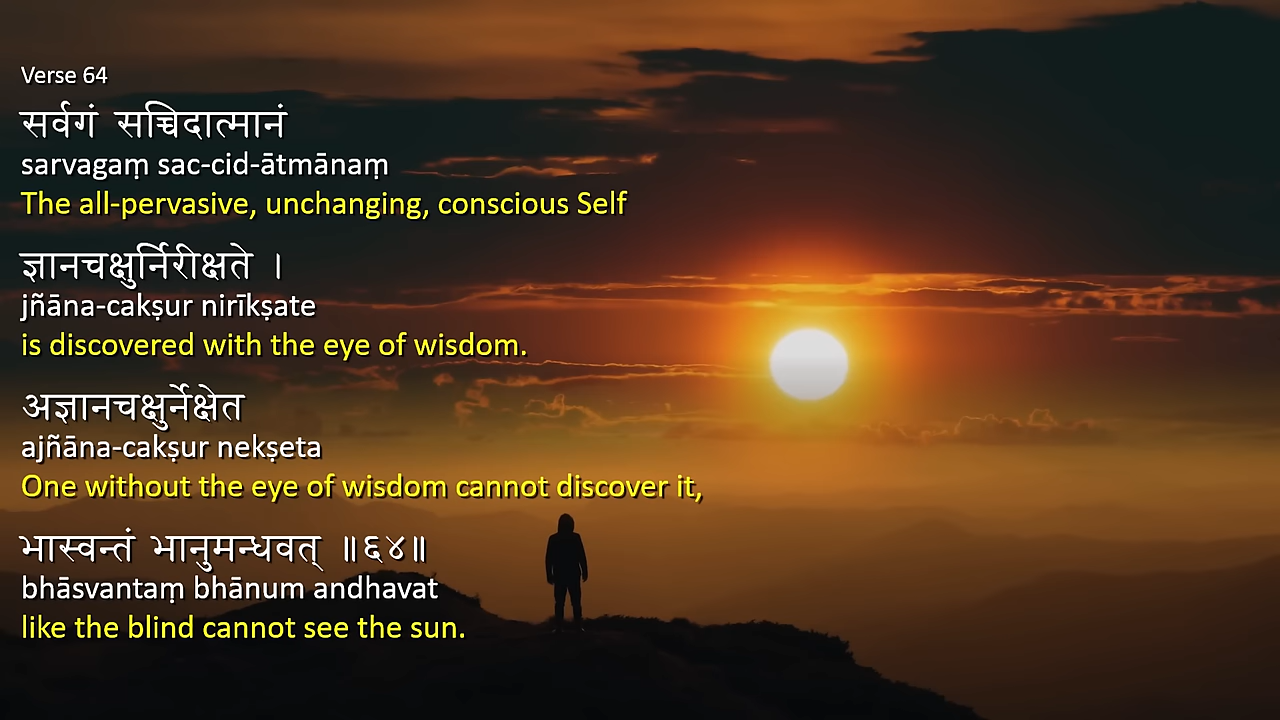 Verse 64
सर्वगं सच्चिदात्मानं
sarvagaṃ sac-cid-ātmānaṃ
The all-pervasive, unchanging, conscious Self
ज्ञानचक्षुर्निरीक्षते ।
jñāna-cakṣur nirīkṣate
is discovered with the eye of wisdom.
अज्ञानचक्षुर्नेक्षेत
ajñāna-cakṣur nekṣeta
One without the eye of wisdom cannot discover it,
भास्वन्तं भानुमन्धवत् ॥६४॥
bhāsvantaṃ bhānum andhavat
like the blind cannot see the sun.